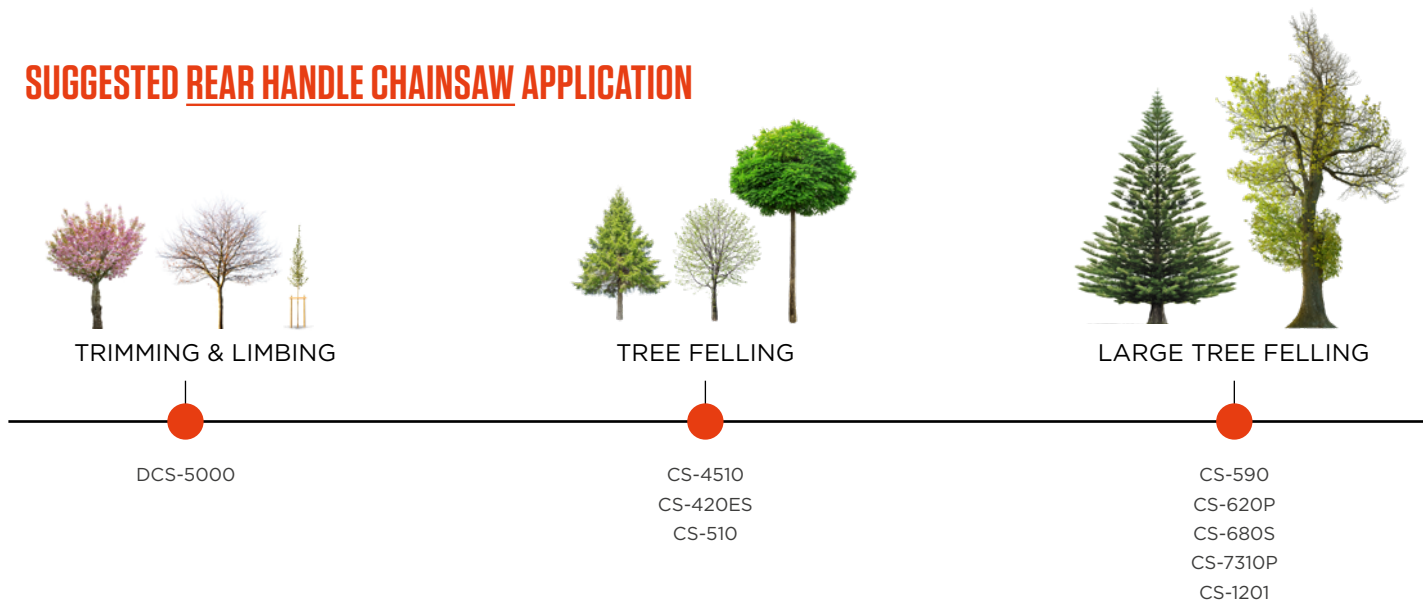 SUGGESTED REAR HANDLE CHAINSAW APPLICATION
TRIMMING & LIMBING
DCS-5000
TREE FELLING
CS-4510
CS-420ES
CS-510
LARGE TREE FELLING
CS-590
CS-620P
CS-680S
CS-7310P
CS-1201